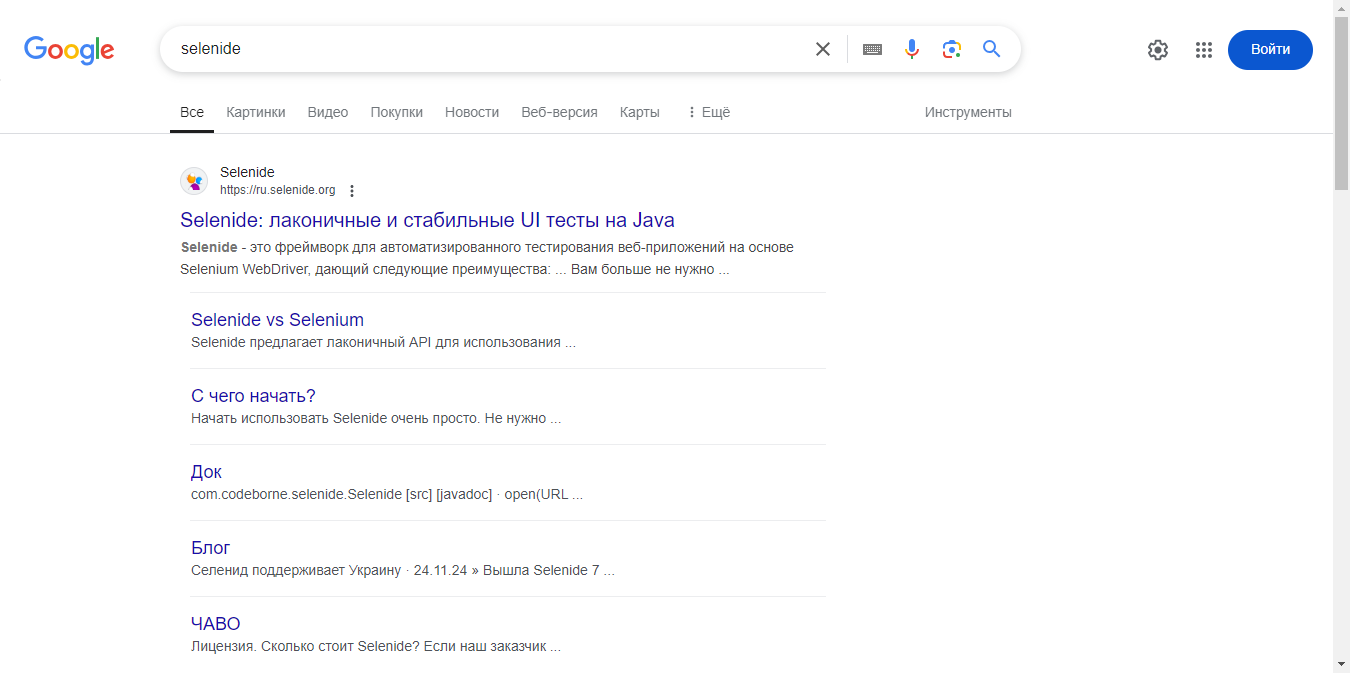 Google
selenide
Войти
Все Картинки Видео Покупки Новости Веб-версия Карты Ещё Инструменты
Selenide
https://ru.selenide.org
Selenide: лаконичные и стабильные UI тесты на Java
Selenide - это фреймворк для автоматизированного тестирования веб-приложений на основе
Selenium WebDriver, дающий следующие преимущества: ... Вам больше не нужно ...
Selenide vs Selenium
Selenide предлагает лаконичный API для использования ...
С чего начать?
Начать использовать Selenide очень просто. Не нужно ...
Док
com.codeborne.selenide.Selenide [src] [javadoc] · open(URL ...
Блог
Селенид поддерживает Украину · 24.11.24 » Вышла Selenide 7 ...
ЧАВО
Лицензия. Сколько стоит Selenide? Если наш заказчик ...